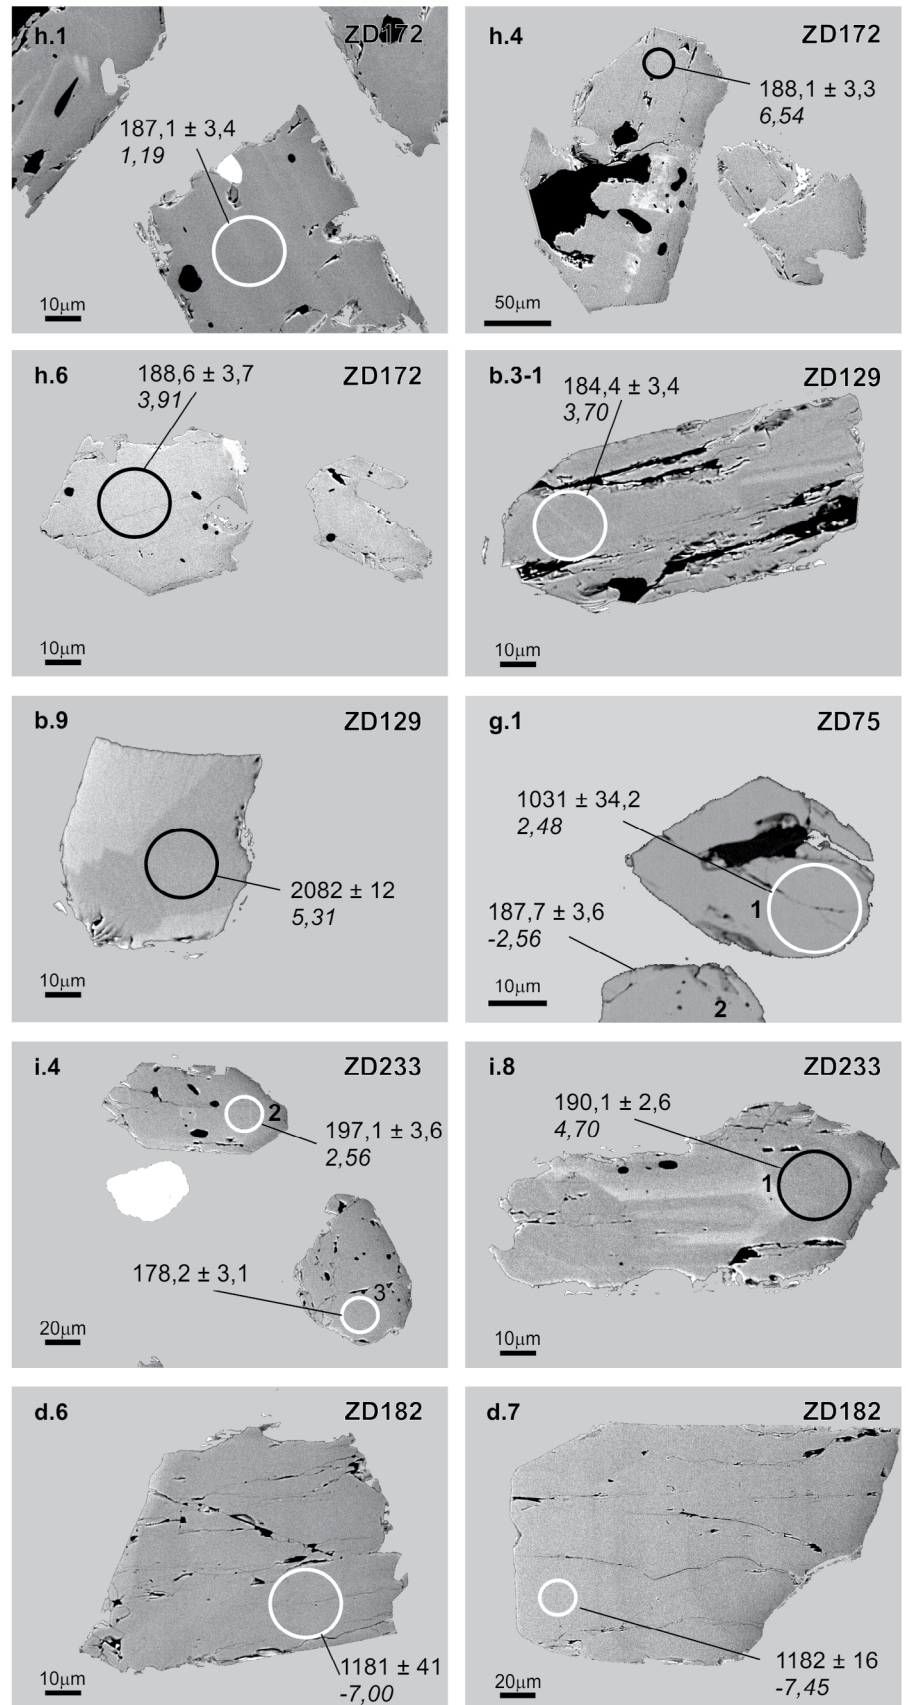 h.1 ZD172
187,1 ± 3,4
1,19
10μm
h.4 ZD172
188,1 ± 3,3
6,54
50μm
h.6 ZD172
188,6 ± 3,7
3,91
10μm
b.3-1 ZD129
184,4 ± 3,4
3,70
10μm
b.9 ZD129
2082 ± 12
5,31
10μm
g.1 ZD75
1031 ± 34,2
2,48
1
187,7 ± 3,6
-2,56
10μm
2
i.4 ZD233
2
197,1 ± 3,6
2,56
178,2 ± 3,1
3
20μm
i.8 ZD233
190,1 ± 2,6
4,70
1
10μm
d.6 ZD182
1181 ± 41
-7,00
10μm
d.7 ZD182
1182 ± 16
-7,45
20μm